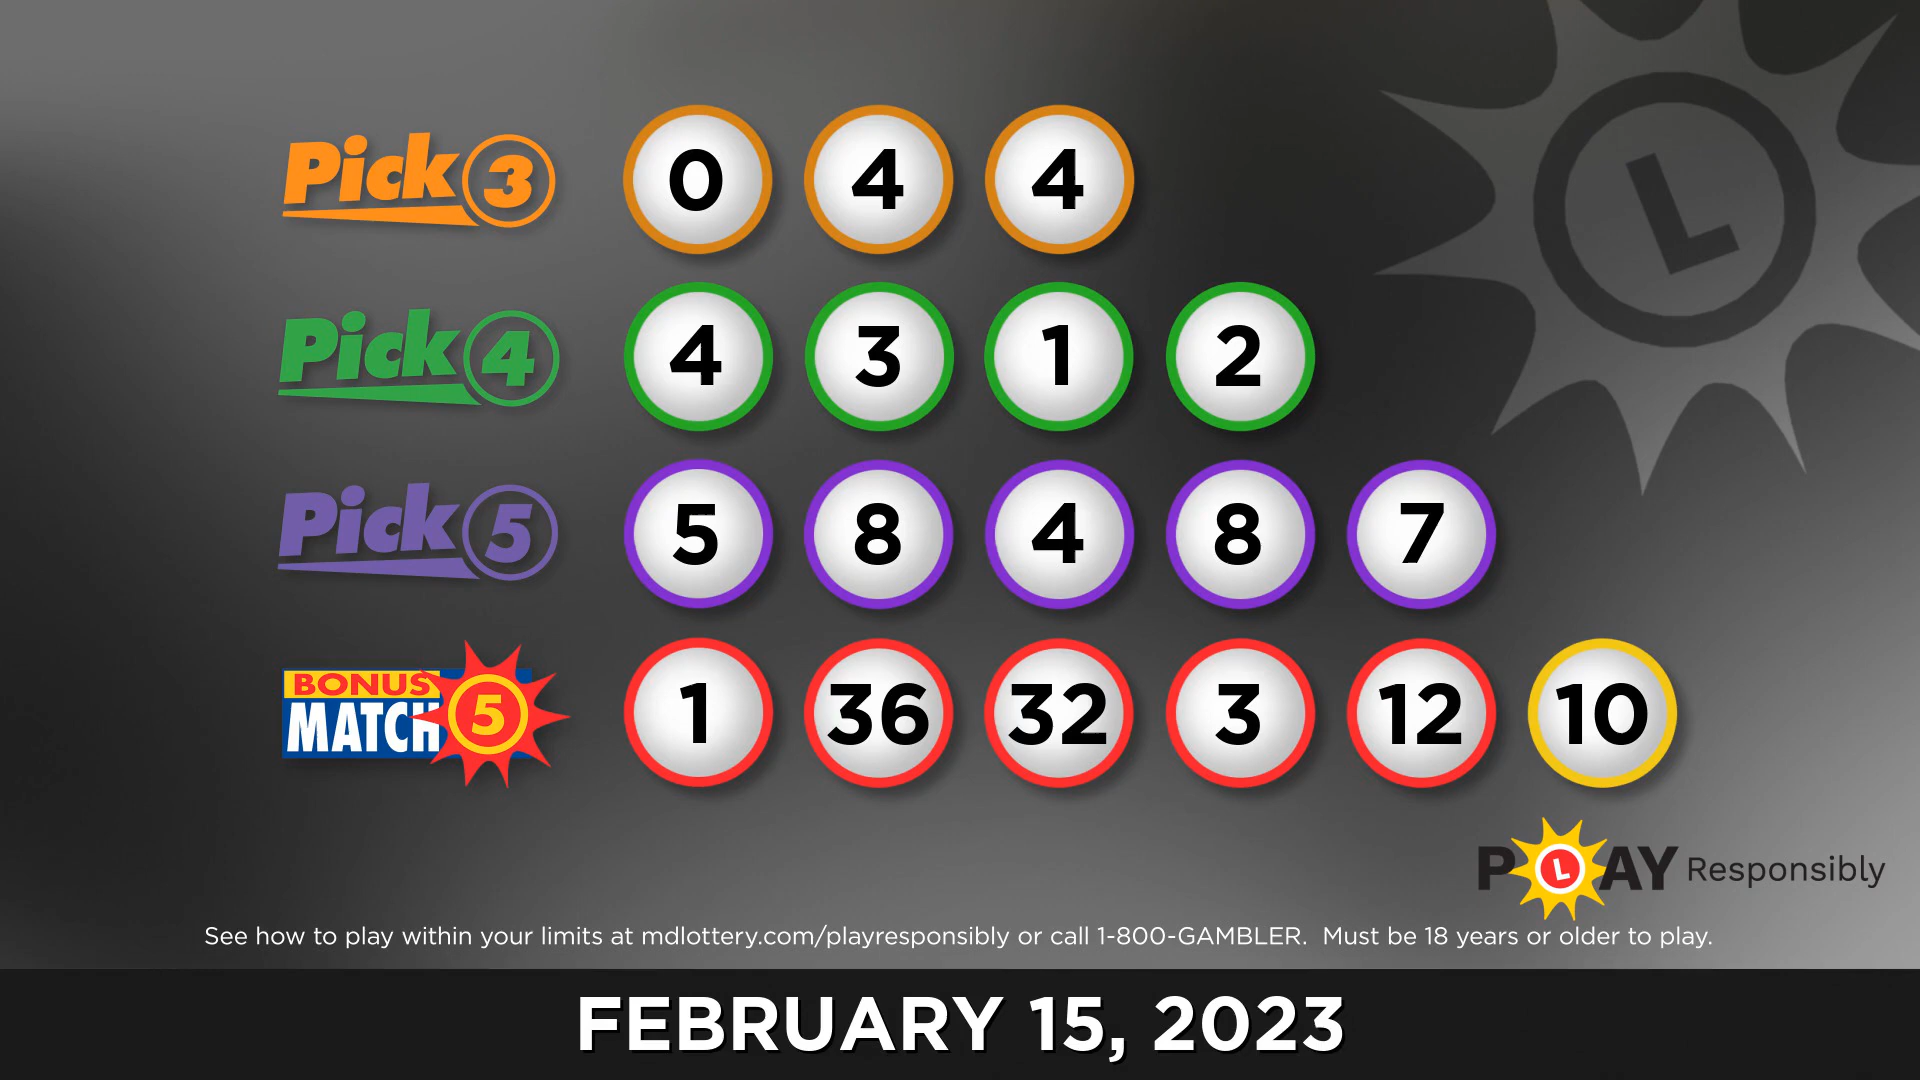 Pick 3 0 4 4
Pick 4 4 3 1 2
Pick 5 5 8 4 8 7
BONUS
MATCH 5 1 36 32 3 12 10
L
PLAY Responsibly
See how to play within your limits at mdlottery.com/playresponsibly or call 1-800-GAMBLER. Must be 18 years or older to play.
FEBRUARY 15, 2023